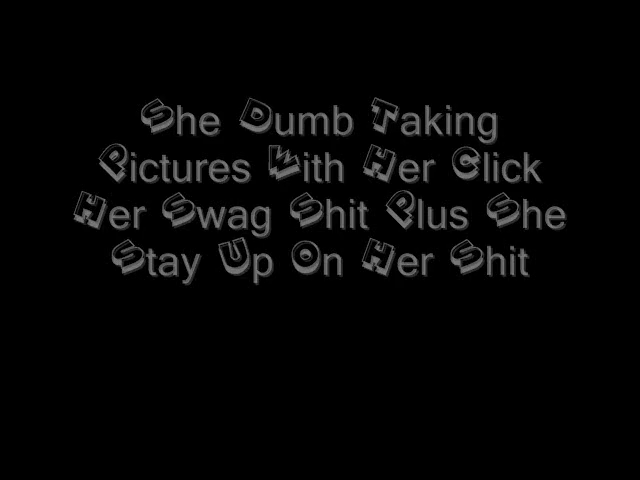 She Dumb Taking
Pictures With Her Click
Her Swag Shit Plus She
Stay Up On Her Shit